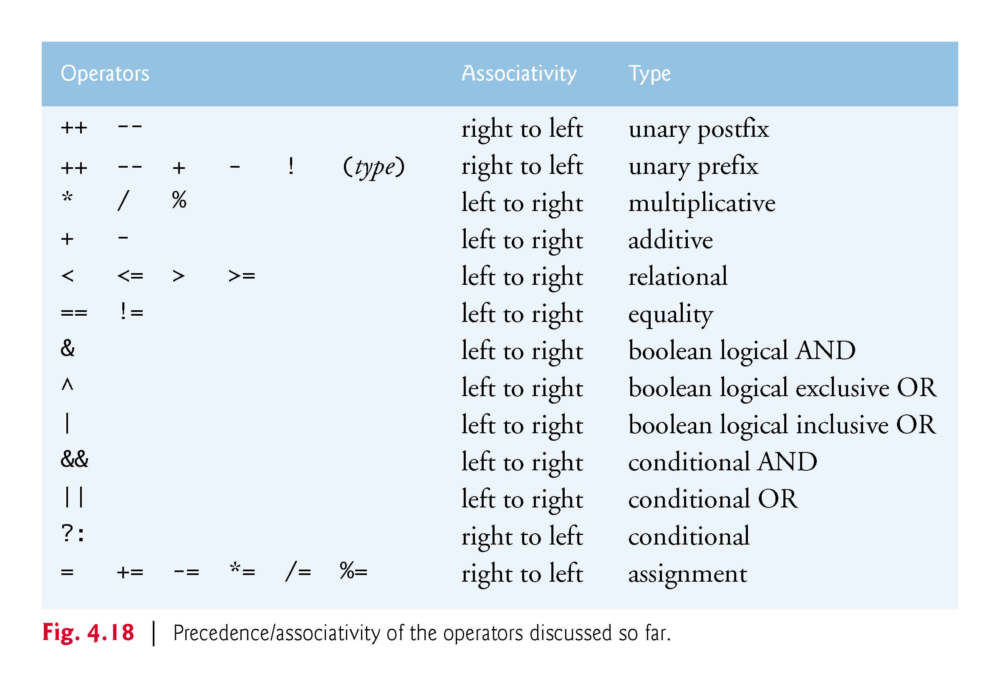 Operators Associativity Type
++ -- right to left unary postfix
++ -- + - ! (type) right to left unary prefix
* / % left to right multiplicative
+ - left to right additive
< <= > >= left to right relational
== != left to right equality
& left to right boolean logical AND
^ left to right boolean logical exclusive OR
| left to right boolean logical inclusive OR
&& left to right conditional AND
|| left to right conditional OR
?: right to left conditional
= += -= *= /= %= right to left assignment
Fig. 4.18 | Precedence/associativity of the operators discussed so far.